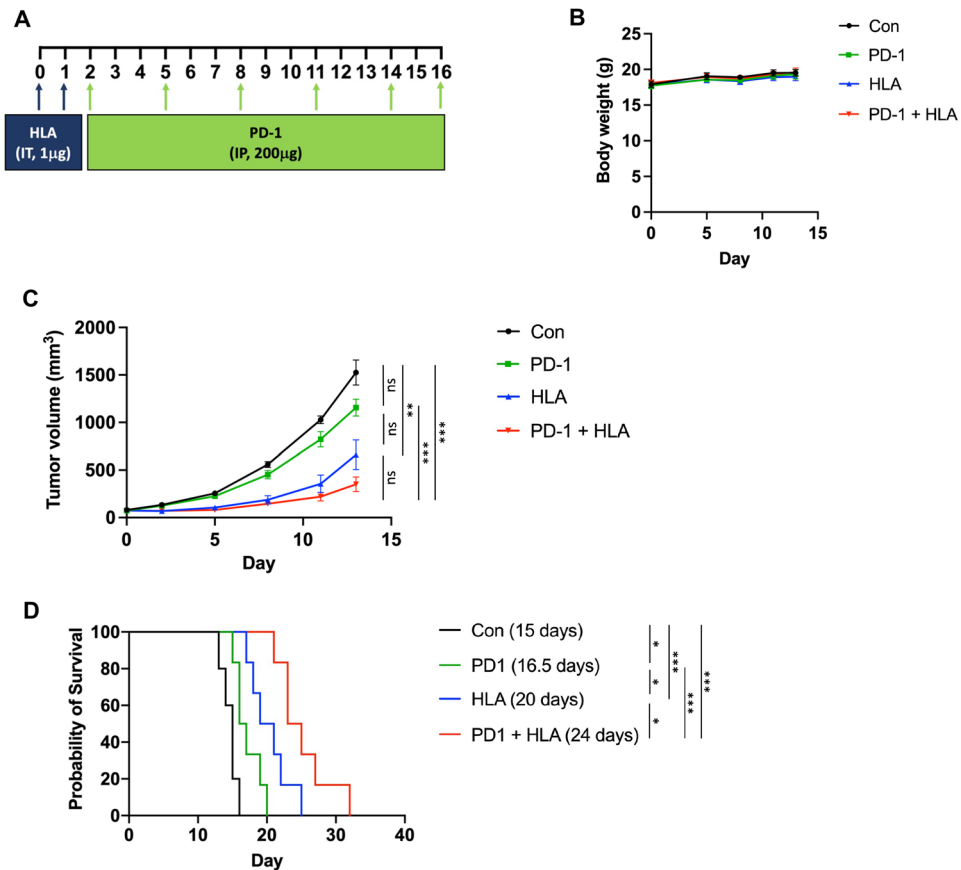 A
0 1 2 3 4 5 6 7 8 9 10 11 12 13 14 15 16
HLA
(IT, 1µg)
PD-1
(IP, 200µg)
B
Body weight (g)
25
20
15
10
5
0
0 5 10 15
Day
Con
PD-1
HLA
PD-1 + HLA
C
Tumor volume (mm³)
2000
1500
1000
500
0
0 5 10 15
Day
ns
ns
ns
**
***
***
Con
PD-1
HLA
PD-1 + HLA
D
Probability of Survival
100
80
60
40
20
0
0 10 20 30 40
Day
Con (15 days)
PD1 (16.5 days)
HLA (20 days)
PD1 + HLA (24 days)
*
*
*
***
***
***